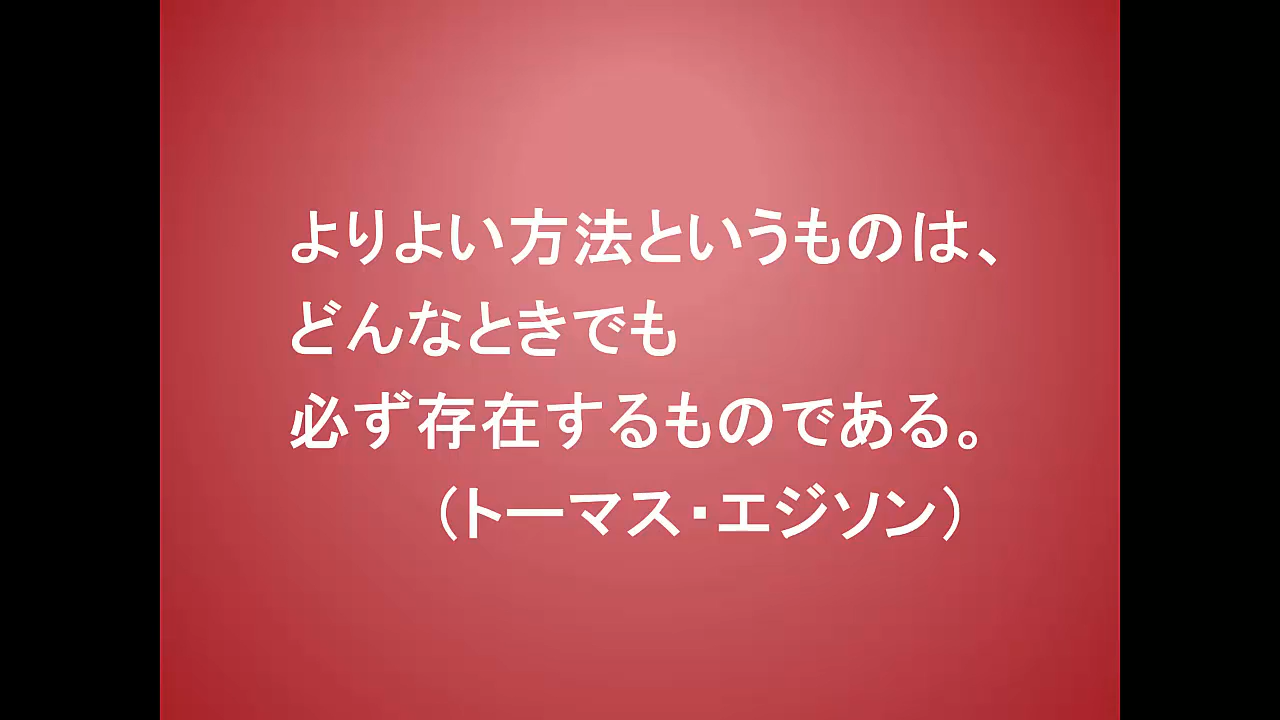 よりよい方法というものは、
どんなときでも
必ず存在するものである。
（トーマス・エジソン）